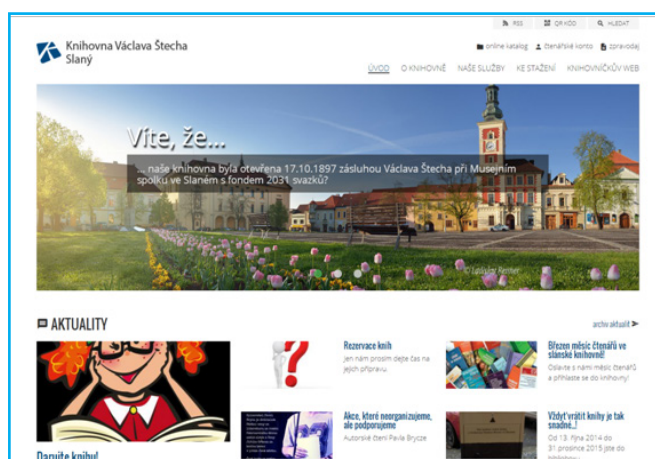 RSS QR KÓD HLEDAT
Knihovna Václava Štecha
Slaný
online katalog čtenářské konto zpravodaj
ÚVOD O KNIHOVNĚ NAŠE SLUŽBY KE STAŽENÍ KNIHOVNÍČKŮV WEB
Víte, že...
... naše knihovna byla otevřena 17.10.1897 zásluhou Václava Štecha při Musejním
spolku ve Slaném s fondem 2031 svazků?
AKTUALITY
archiv aktualit
Rezervace knih
Jen nám prosím dejte čas na
jejich přípravu.
Březen měsíc čtenářů ve
slánské knihovně!
Oslavte s námi měsíc čtenářů
a přihlaste se do knihovny!
Akce, které neorganizujeme,
ale podporujeme
Autorské čtení Pavla Brycze
Vždyť vrátit knihy je tak
snadné...!
Od 13. října 2014 do
31 prosince 2015 jste do
Darujte knihu!